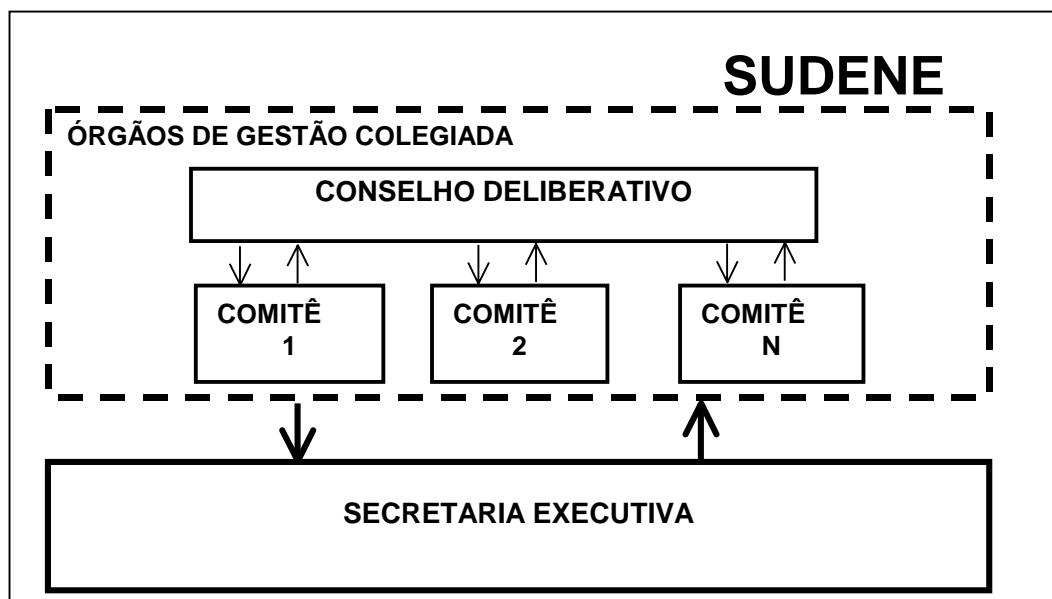 SUDENE
ÓRGÃOS DE GESTÃO COLEGIADA
CONSELHO DELIBERATIVO
COMITÊ
1
COMITÊ
2
COMITÊ
N
SECRETARIA EXECUTIVA